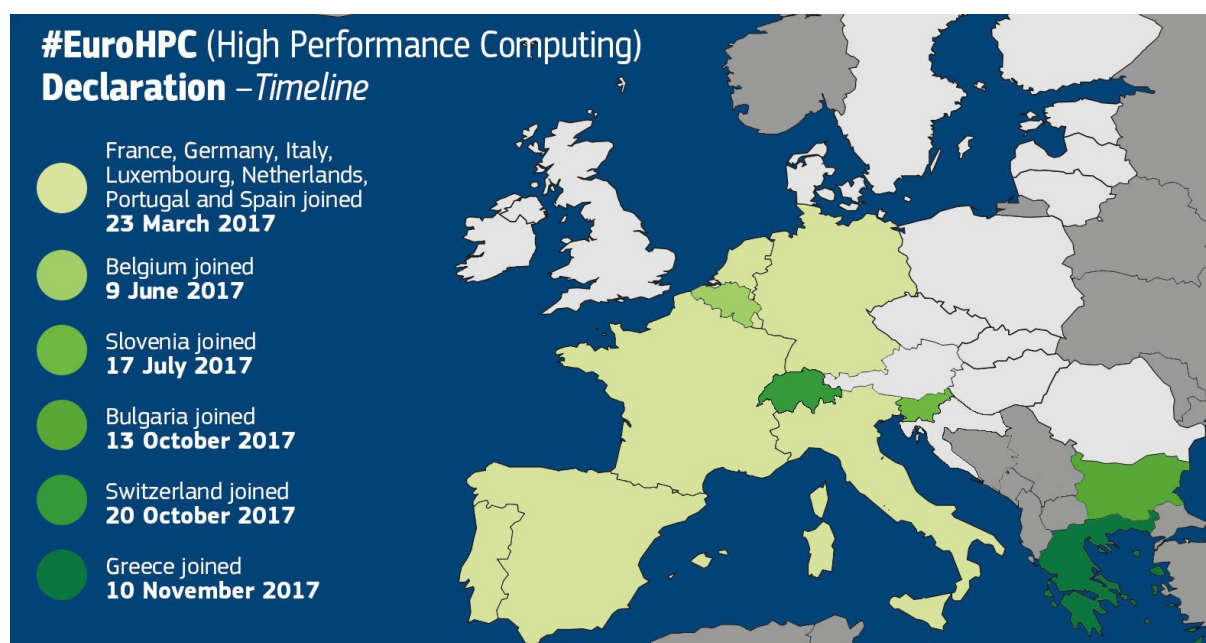 #EuroHPC (High Performance Computing)
Declaration –Timeline
France, Germany, Italy,
Luxembourg, Netherlands,
Portugal and Spain joined
23 March 2017
Belgium joined
9 June 2017
Slovenia joined
17 July 2017
Bulgaria joined
13 October 2017
Switzerland joined
20 October 2017
Greece joined
10 November 2017